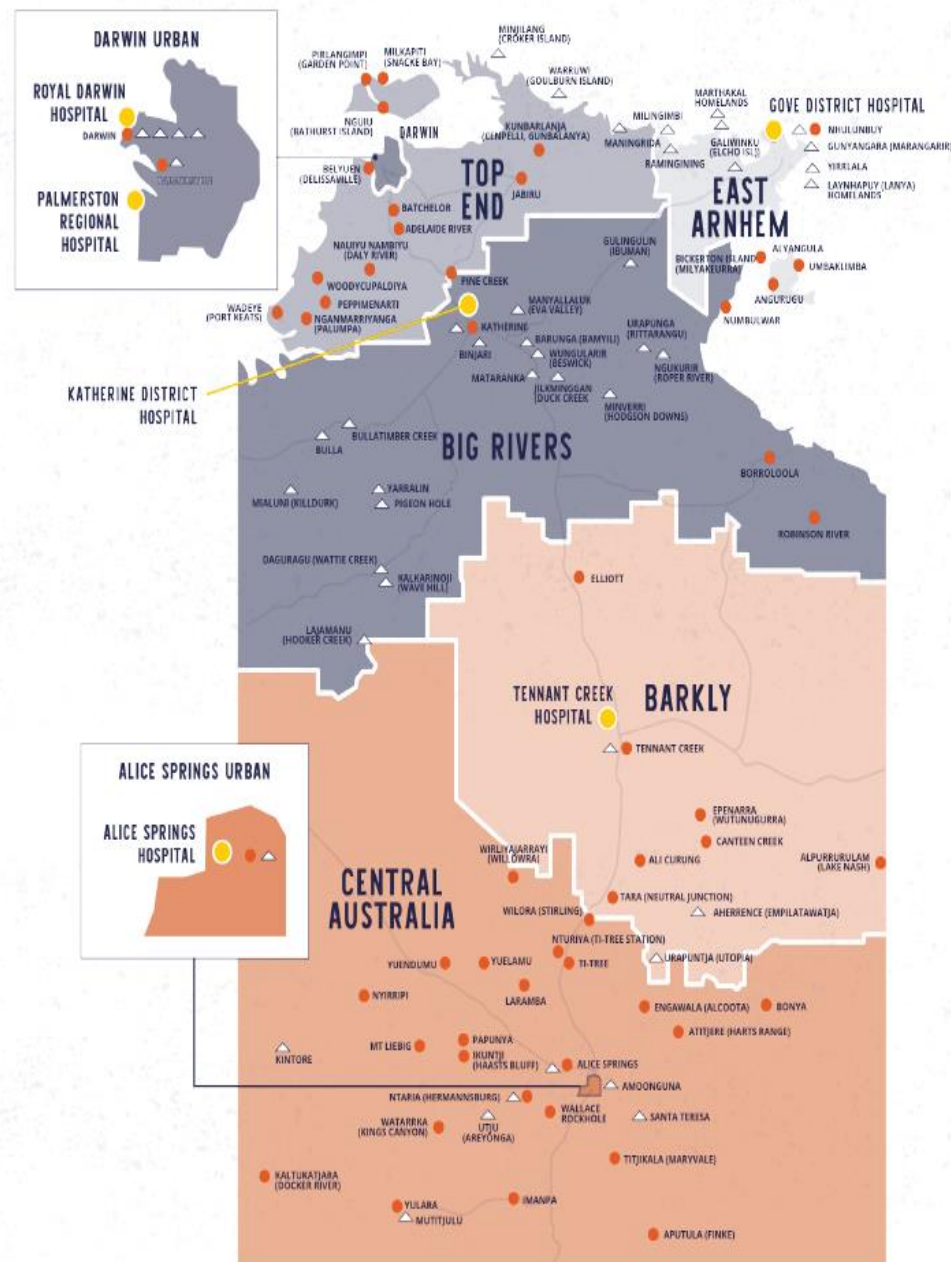 DARWIN URBAN
ROYAL DARWIN
HOSPITAL
DARWIN
PALMERSTON
REGIONAL
HOSPITAL
MINJILANG
(CROKER ISLAND)
PIRLANGIMPI
(GARDEN POINT)
MILKAPITI
(SNACKE BAY)
WARRUWI
(GOULBURN ISLAND)
NGUIU
(BATHURST ISLAND)
DARWIN
KUNBARLANJA
(OENPELLI, GUNBALANYA)
MANINGRIDA
MILINGIMBI
RAMINGINING
MARTHAKAL
HOMELANDS
GALIWINKU
(ELCHO ISL)
GOVE DISTRICT HOSPITAL
NHULUNBUY
GUNYANGARA (MARANGARIR)
YIRRLALA
LAYNHAPUY (LANYA)
HOMELANDS
BELYUEN
(DELISSAVILLE)
TOP
END
JABIRU
EAST
ARNHEM
BATCHELOR
ADELAIDE RIVER
NAUIYU NAMBIYU
(DALY RIVER)
WOODYCUPALDIYA
PEPPIMENARTI
NGANMARRIYANGA
(PALUMPA)
WADEYE
(PORT KEATS)
PINE CREEK
GULINGULIN
(IBUMAN)
BICKERTON ISLAND
(MILYAKEURRA)
ALYANGULA
UMBAKUMBA
ANGURUGU
NUMBULWAR
MANYALLALUK
(EVA VALLEY)
KATHERINE
BINJARI
BARUNGA (BAMYILI)
WUNGULARIR
(BESWICK)
MATARANKA
JILKMINGGAN
(DUCK CREEK
URAPUNGA
(RITTARANGU)
NGUKURIR
(ROPER RIVER)
MINYERRI
(HODGSON DOWNS)
KATHERINE DISTRICT
HOSPITAL
BULLATIMBER CREEK
BULLA
BIG RIVERS
BORROLOOLA
ROBINSON RIVER
MIALUNI (KILLDURK)
YARRALIN
PIGEON HOLE
DAGURAGU (WATTIE CREEK)
KALKARINOJI
(WAVE HILL)
LAJAMANU
(HOOKER CREEK)
ELLIOTT
TENNANT CREEK
HOSPITAL
BARKLY
TENNANT CREEK
EPENARRA
(WUTUNUGURRA)
CANTEEN CREEK
ALI CURUNG
ALPURRURULAM
(LAKE NASH)
TARA (NEUTRAL JUNCTION)
AHERRENCE (EMPILATAWATJA)
ALICE SPRINGS URBAN
ALICE SPRINGS
HOSPITAL
CENTRAL
AUSTRALIA
WIRLIYAJARRAYI
(WILLOWRA)
WILORA (STIRLING)
NTURIYA (TI-TREE STATION)
TI-TREE
URAPUNTJA (UTOPIA)
YUENDUMU
YUELAMU
LARAMBA
NYIRRIPI
ENGAWALA (ALCOOTA)
BONYA
ATITJERE (HARTS RANGE)
KINTORE
MT LIEBIG
PAPUNYA
IKUNTJI
(HAASTS BLUFF)
ALICE SPRINGS
AMOONGUNA
NTARIA (HERMANNSBURG)
WALLACE
ROCKHOLE
SANTA TERESA
WATARRKA
(KINGS CANYON)
UTJU
(AREYONGA)
TITJIKALA (MARYVALE)
KALTUKATJARA
(DOCKER RIVER)
YULARA
MUTITJULU
IMANPA
APUTULA (FINKE)